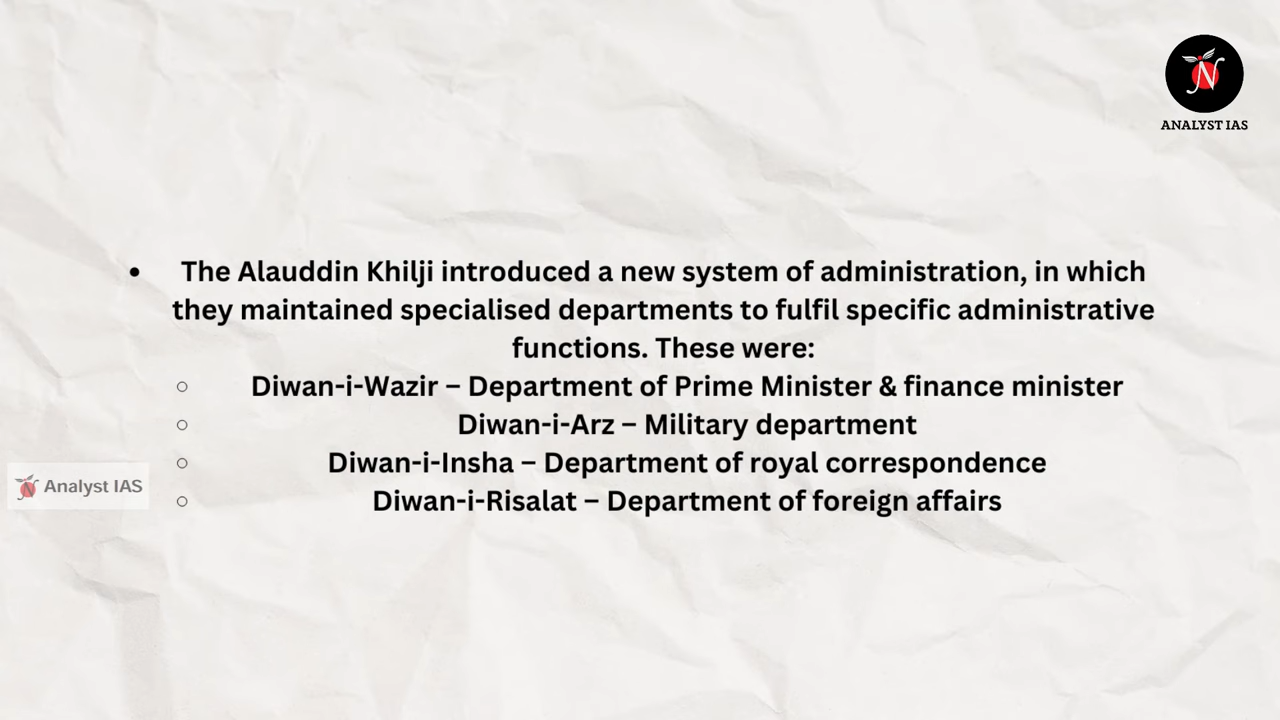 ANALYST IAS
• The Alauddin Khilji introduced a new system of administration, in which
they maintained specialised departments to fulfil specific administrative
functions. These were:
○ Diwan-i-Wazir – Department of Prime Minister & finance minister
○ Diwan-i-Arz – Military department
○ Diwan-i-Insha – Department of royal correspondence
Analyst IAS
○ Diwan-i-Risalat – Department of foreign affairs